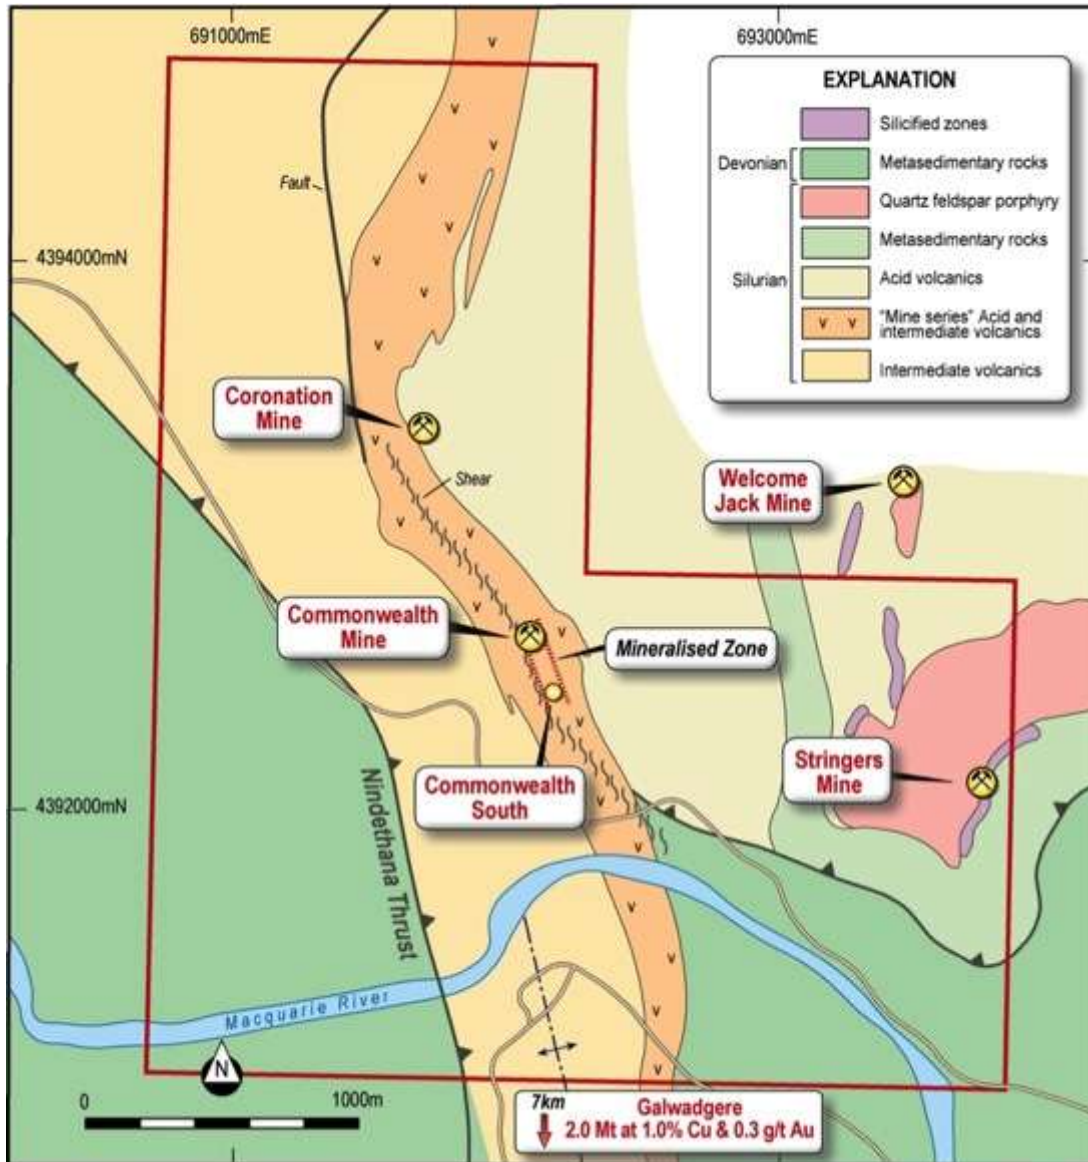 691000mE
693000mE
EXPLANATION
Silicified zones
Devonian
Metasedimentary rocks
Quartz feldspar porphyry
Metasedimentary rocks
Silurian
Acid volcanics
"Mine series" Acid and
intermediate volcanics
Intermediate volcanics
v v
Fault
4394000mN
Coronation
Mine
Shear
Welcome
Jack Mine
Commonwealth
Mine
Mineralised Zone
Commonwealth
South
Stringers
Mine
4392000mN
Nindethana Thrust
Macquarie River
N
0
1000m
7km
Galwadgere
2.0 Mt at 1.0% Cu & 0.3 g/t Au